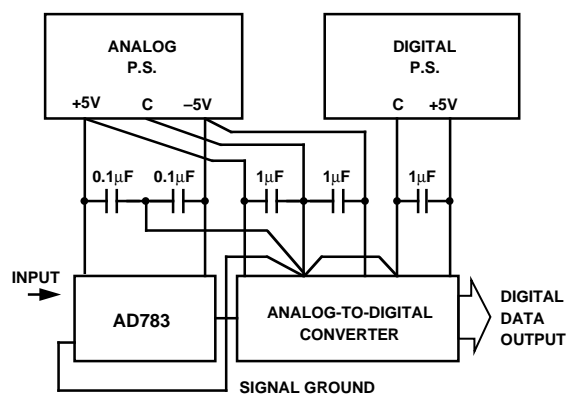 ANALOG
P.S.
+5V C –5V
DIGITAL
P.S.
C +5V
0.1μF 0.1μF 1μF 1μF 1μF
INPUT
AD783
ANALOG-TO-DIGITAL
CONVERTER
DIGITAL
DATA
OUTPUT
SIGNAL GROUND